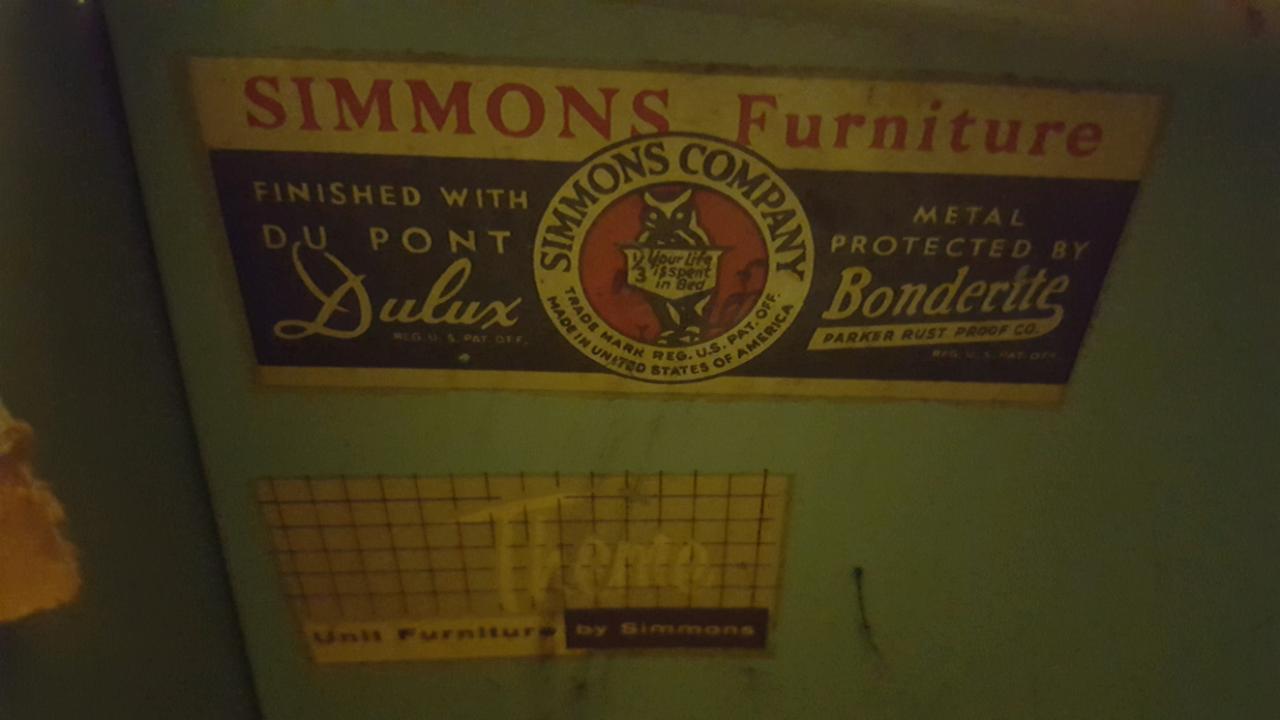 SIMMONS Furniture
FINISHED WITH
DU PONT
Dulux
REG. U. S. PAT. OFF.
SIMMONS COMPANY
1/3 Your Life
is spent
in Bed
TRADE MARK REG. U.S. PAT. OFF.
MADE IN UNITED STATES OF AMERICA
METAL
PROTECTED BY
Bonderite
PARKER RUST PROOF CO.
REG. U. S. PAT. OFF.
Theme
Unit Furniture by Simmons